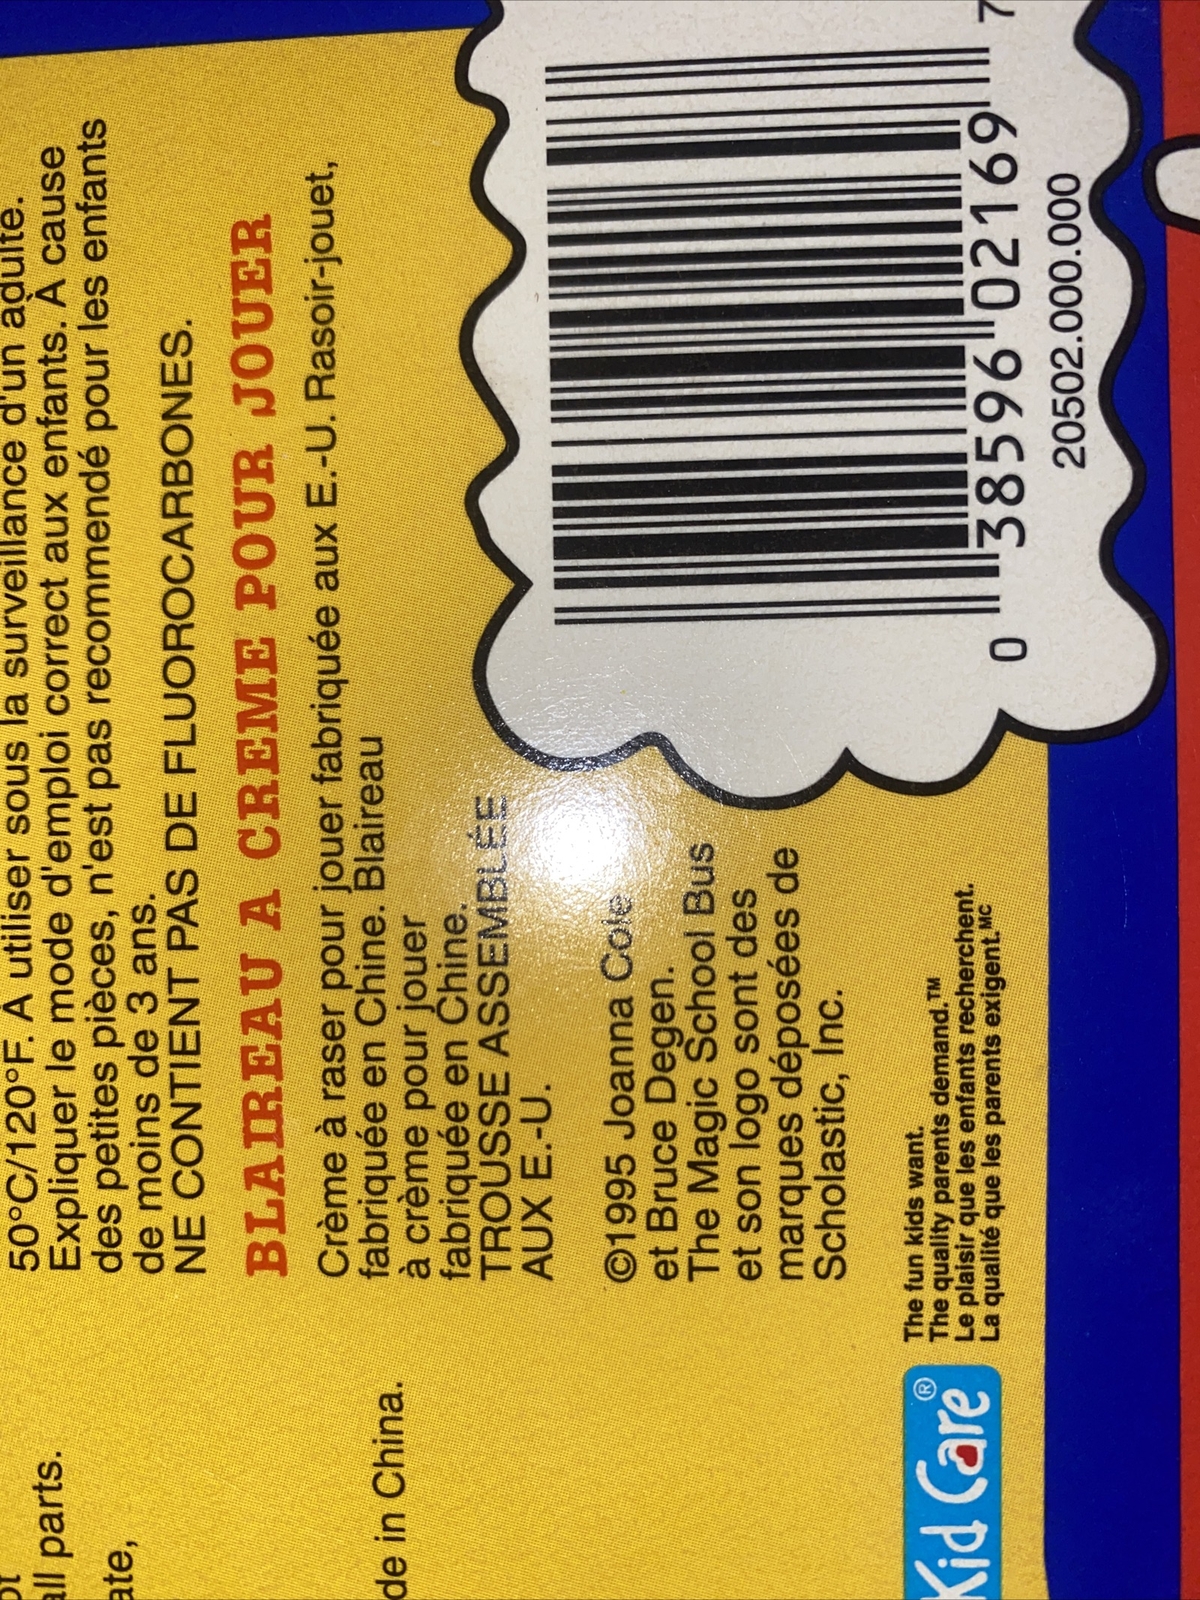 50°C/120°F. À utiliser sous la surveillance d'un adulte.
Expliquer le mode d'emploi correct aux enfants. À cause
des petites pièces, n'est pas recommendé pour les enfants
de moins de 3 ans.
NE CONTIENT PAS DE FLUOROCARBONES.
BLAIREAU A CREME POUR JOUER
Crème à raser pour jouer fabriquée aux E.-U. Rasoir-jouet,
fabriquée en Chine. Blaireau
à crème pour jouer
fabriquée en Chine.
TROUSSE ASSEMBLÉE
AUX E.-U.
©1995 Joanna Cole
et Bruce Degen.
The Magic School Bus
et son logo sont des
marques déposées de
Scholastic, Inc.
all parts.
ate,
de in China.
Kid Care®
The fun kids want.
The quality parents demand.™
Le plaisir que les enfants recherchent.
La qualité que les parents exigent.MC
0 38596 02169 7
20502.000.000